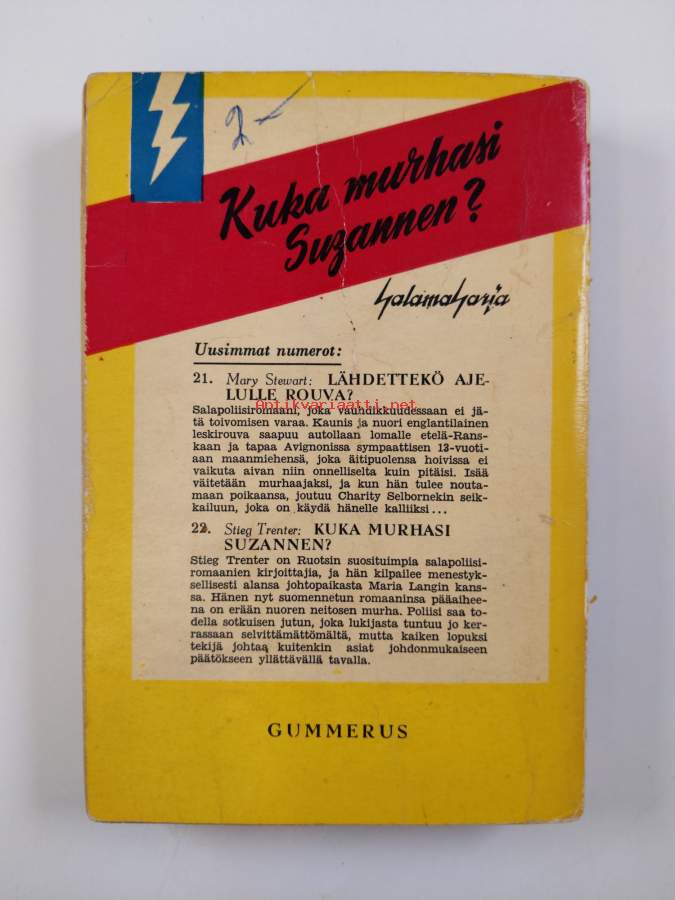 2-
Kuka murhasi
Suzannen?
Salamasarja
Uusimmat numerot:
21. Mary Stewart: LÄHDETTEKÖ AJE-
LULLE ROUVA?
Antikvariaatti.net
Salapoliisiromaani, joka vauhdikkuudessaan ei jä-
tä toivomisen varaa. Kaunis ja nuori englantilainen
leskirouva saapuu autollaan lomalle etelä-Rans-
kaan ja tapaa Avignonissa sympaattisen 13-vuoti-
aan maanmiehensä, joka äitipuolensa hoivissa ei
vaikuta aivan niin onnelliselta kuin pitäisi. Isää
väitetään murhaajaksi, ja kun hän tulee nouta-
maan poikaansa, joutuu Charity Selbornekin seik-
kailuun, joka on käydä hänelle kalliiksi...
22. Stieg Trenter: KUKA MURHASI
SUZANNEN?
Stieg Trenter on Ruotsin suosituimpia salapoliisi-
romaanien kirjoittajia, ja hän kilpailee menestyk-
sellisesti alansa johtopaikasta Maria Langin kans-
sa. Hänen nyt suomennetun romaaninsa pääaihee-
na on erään nuoren neitosen murha. Poliisi saa to-
della sotkuisen jutun, joka lukijasta tuntuu jo ker-
rassaan selvittämättömältä, mutta kaiken lopuksi
tekijä johtaa kuitenkin asiat johdonmukaiseen
päätökseen yllättävällä tavalla.
GUMMERUS